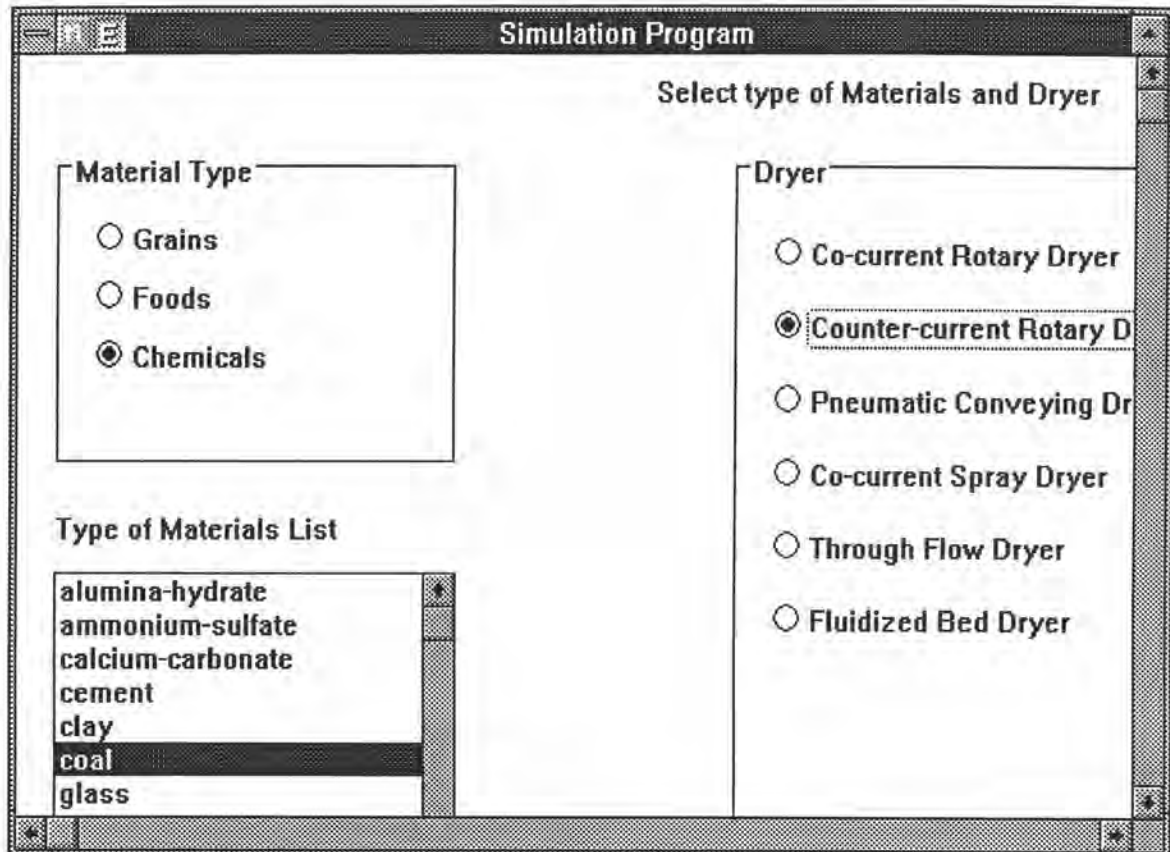 Simulation Program
Select type of Materials and Dryer
Material Type
Grains
Foods
Chemicals
Type of Materials List
alumina-hydrate
ammonium-sulfate
calcium-carbonate
cement
clay
coal
glass
Dryer
Co-current Rotary Dryer
Counter-current Rotary D
Pneumatic Conveying Dr
Co-current Spray Dryer
Through Flow Dryer
Fluidized Bed Dryer